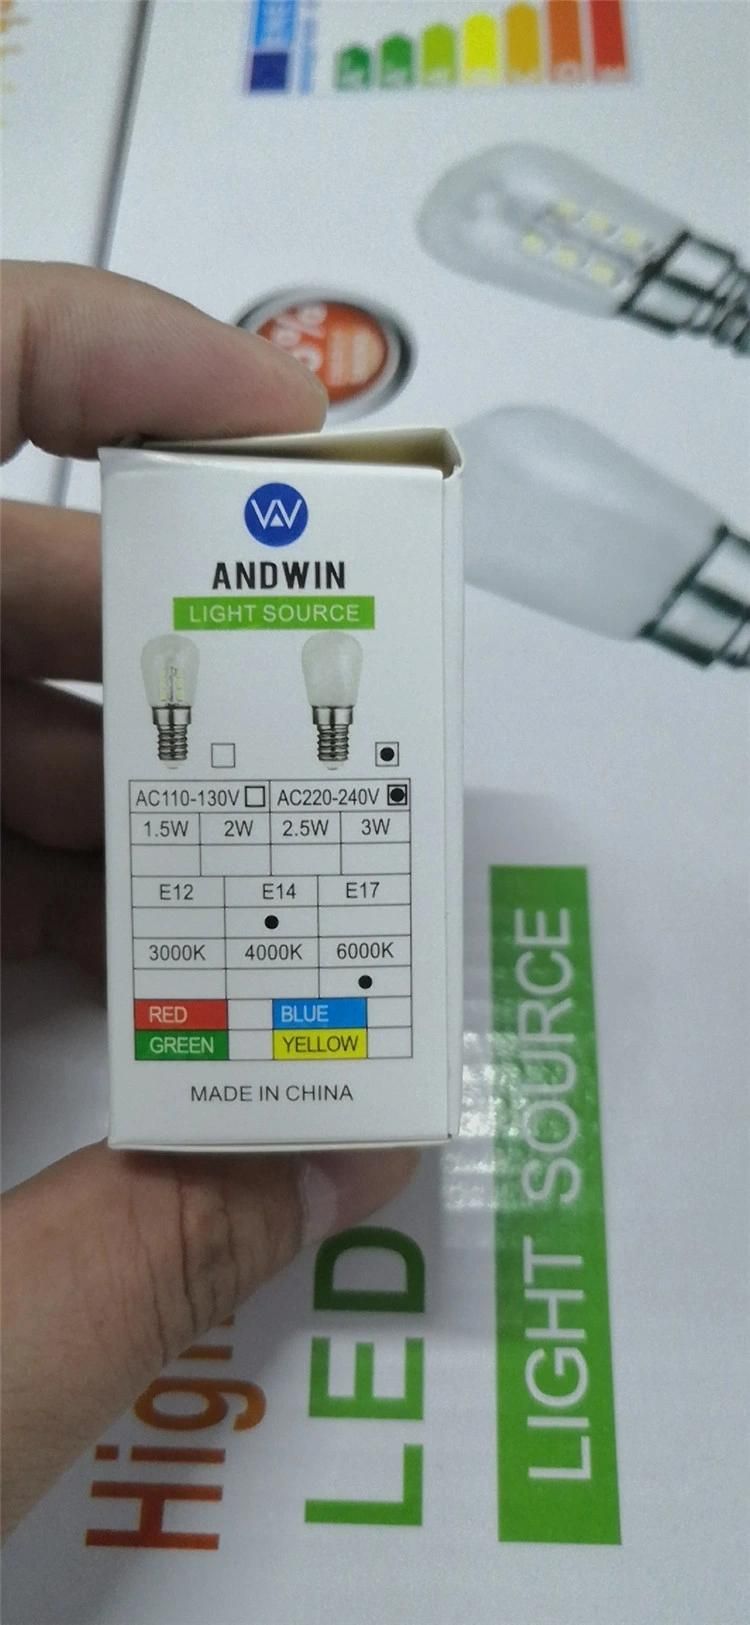 ANDWIN
LIGHT SOURCE
AC110-130V AC220-240V
1.5W 2W 2.5W 3W
E12 E14 E17
3000K 4000K 6000K
RED BLUE
GREEN YELLOW
MADE IN CHINA
High
LED
LIGHT SOURCE